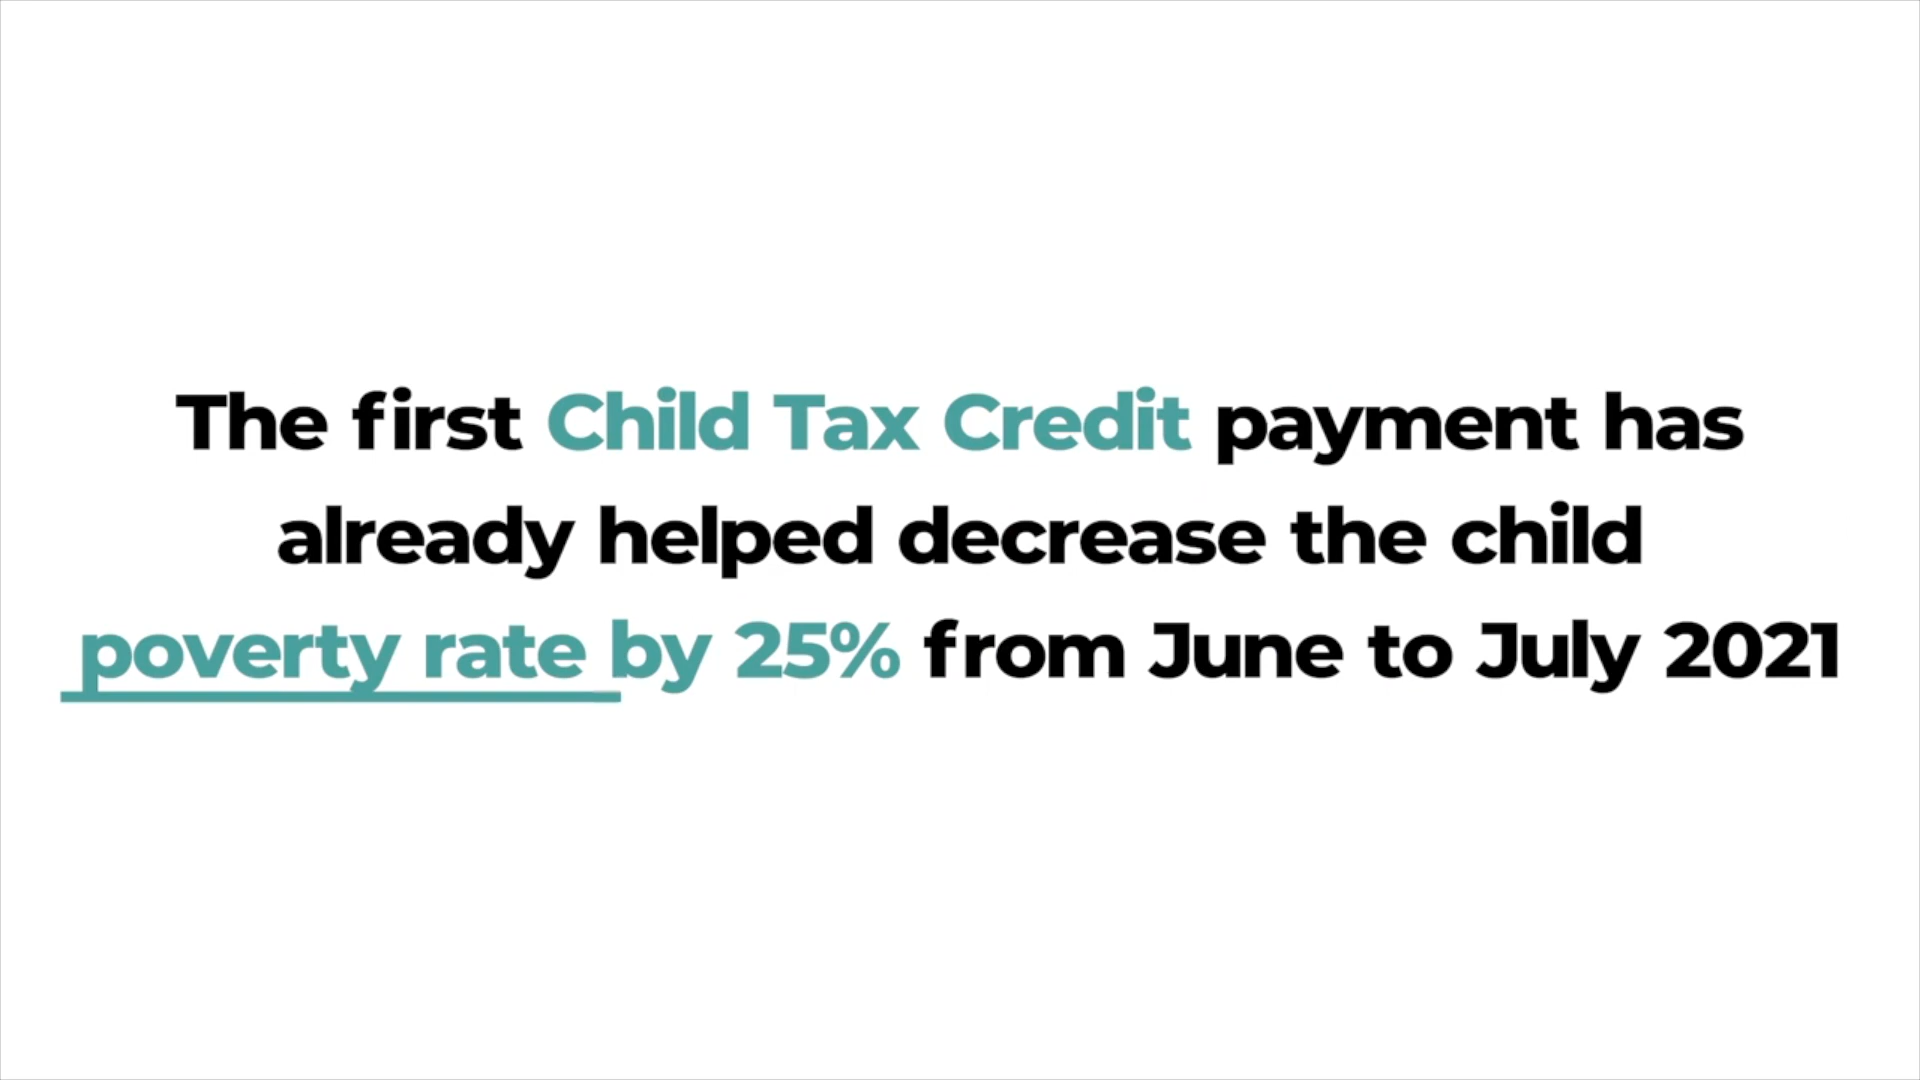 The first Child Tax Credit payment has
already helped decrease the child
poverty rate by 25% from June to July 2021